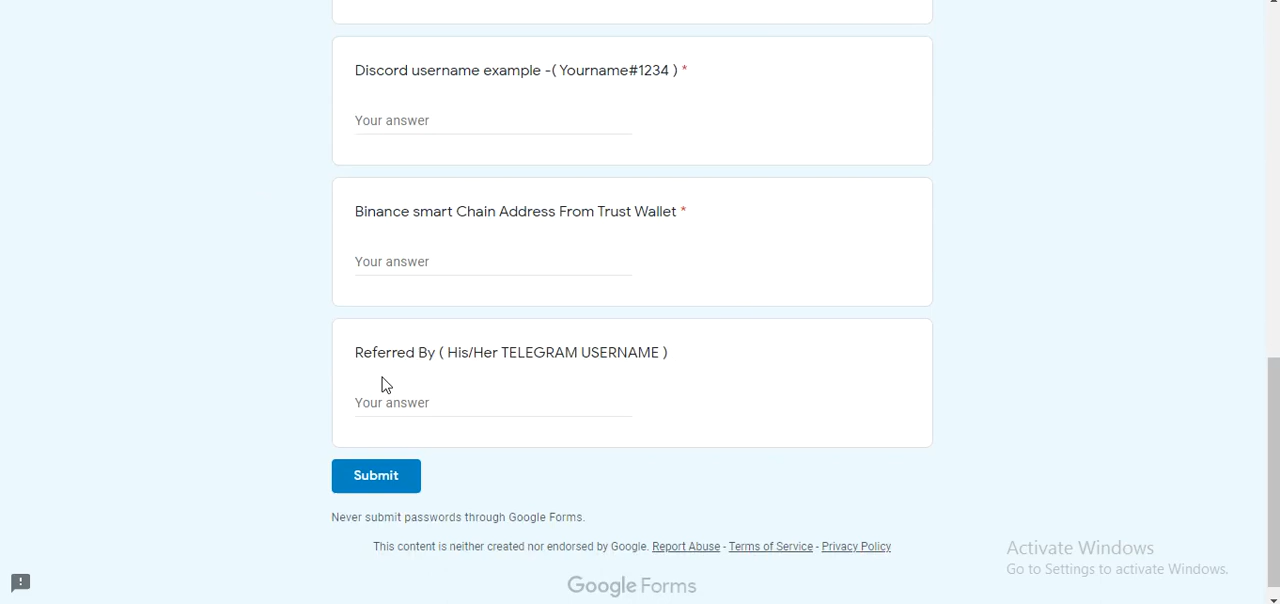 Discord username example -( Yourname#1234 ) *
Your answer
Binance smart Chain Address From Trust Wallet *
Your answer
Referred By ( His/Her TELEGRAM USERNAME )
Your answer
Submit
Never submit passwords through Google Forms.
This content is neither created nor endorsed by Google. Report Abuse - Terms of Service - Privacy Policy
Activate Windows
Go to Settings to activate Windows.
!
Google Forms